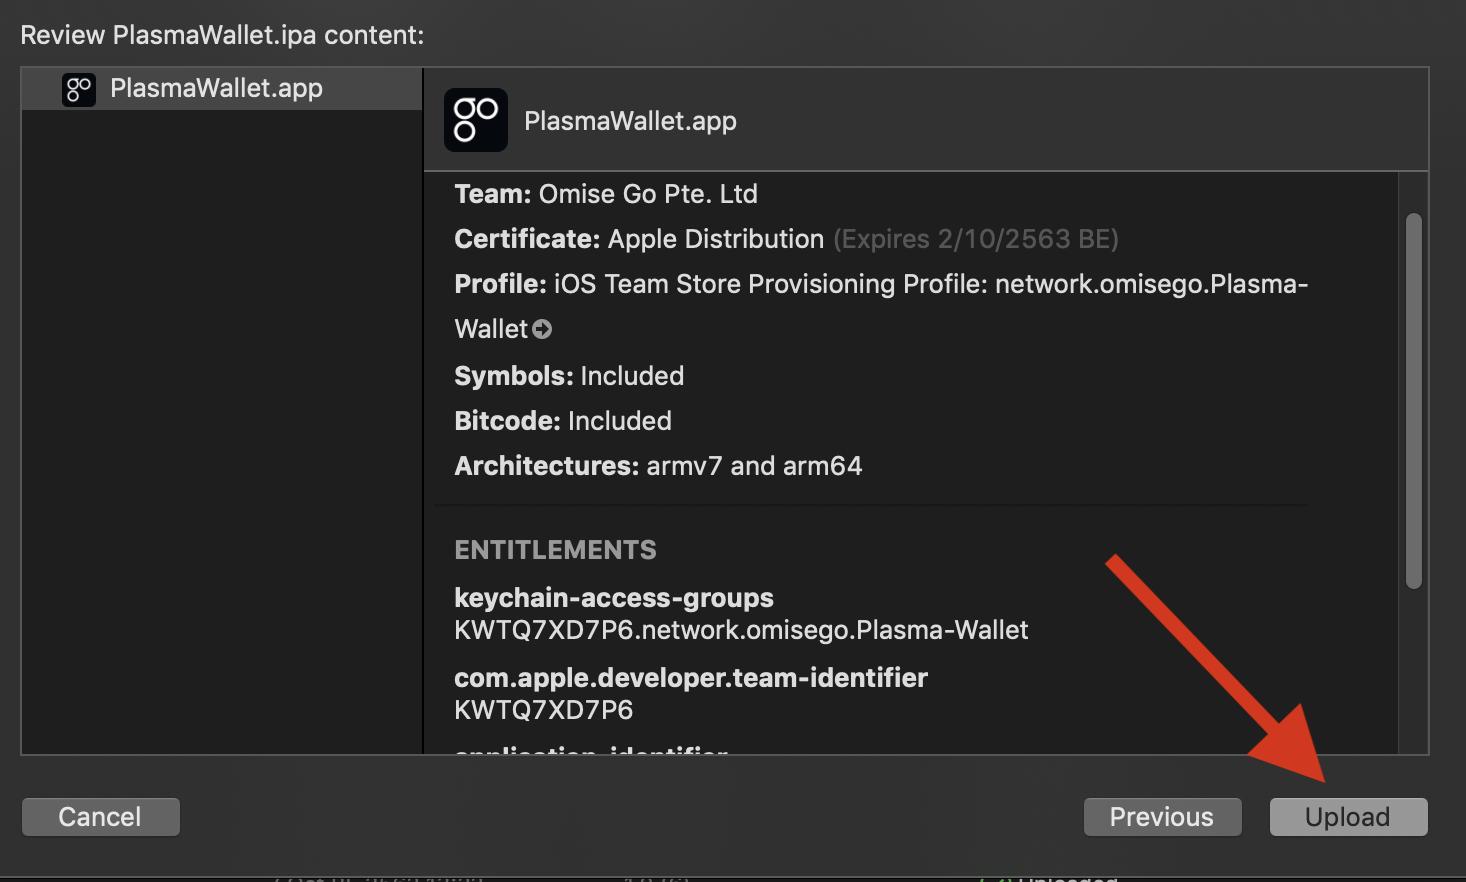 Review PlasmaWallet.ipa content:
PlasmaWallet.app
PlasmaWallet.app
Team: Omise Go Pte. Ltd
Certificate: Apple Distribution (Expires 2/10/2563 BE)
Profile: iOS Team Store Provisioning Profile: network.omisego.Plasma-
Wallet
Symbols: Included
Bitcode: Included
Architectures: armv7 and arm64
ENTITLEMENTS
keychain-access-groups
KWTQ7XD7P6.network.omisego.Plasma-Wallet
com.apple.developer.team-identifier
KWTQ7XD7P6
application-identifier
Cancel
Previous
Upload
Uploaded